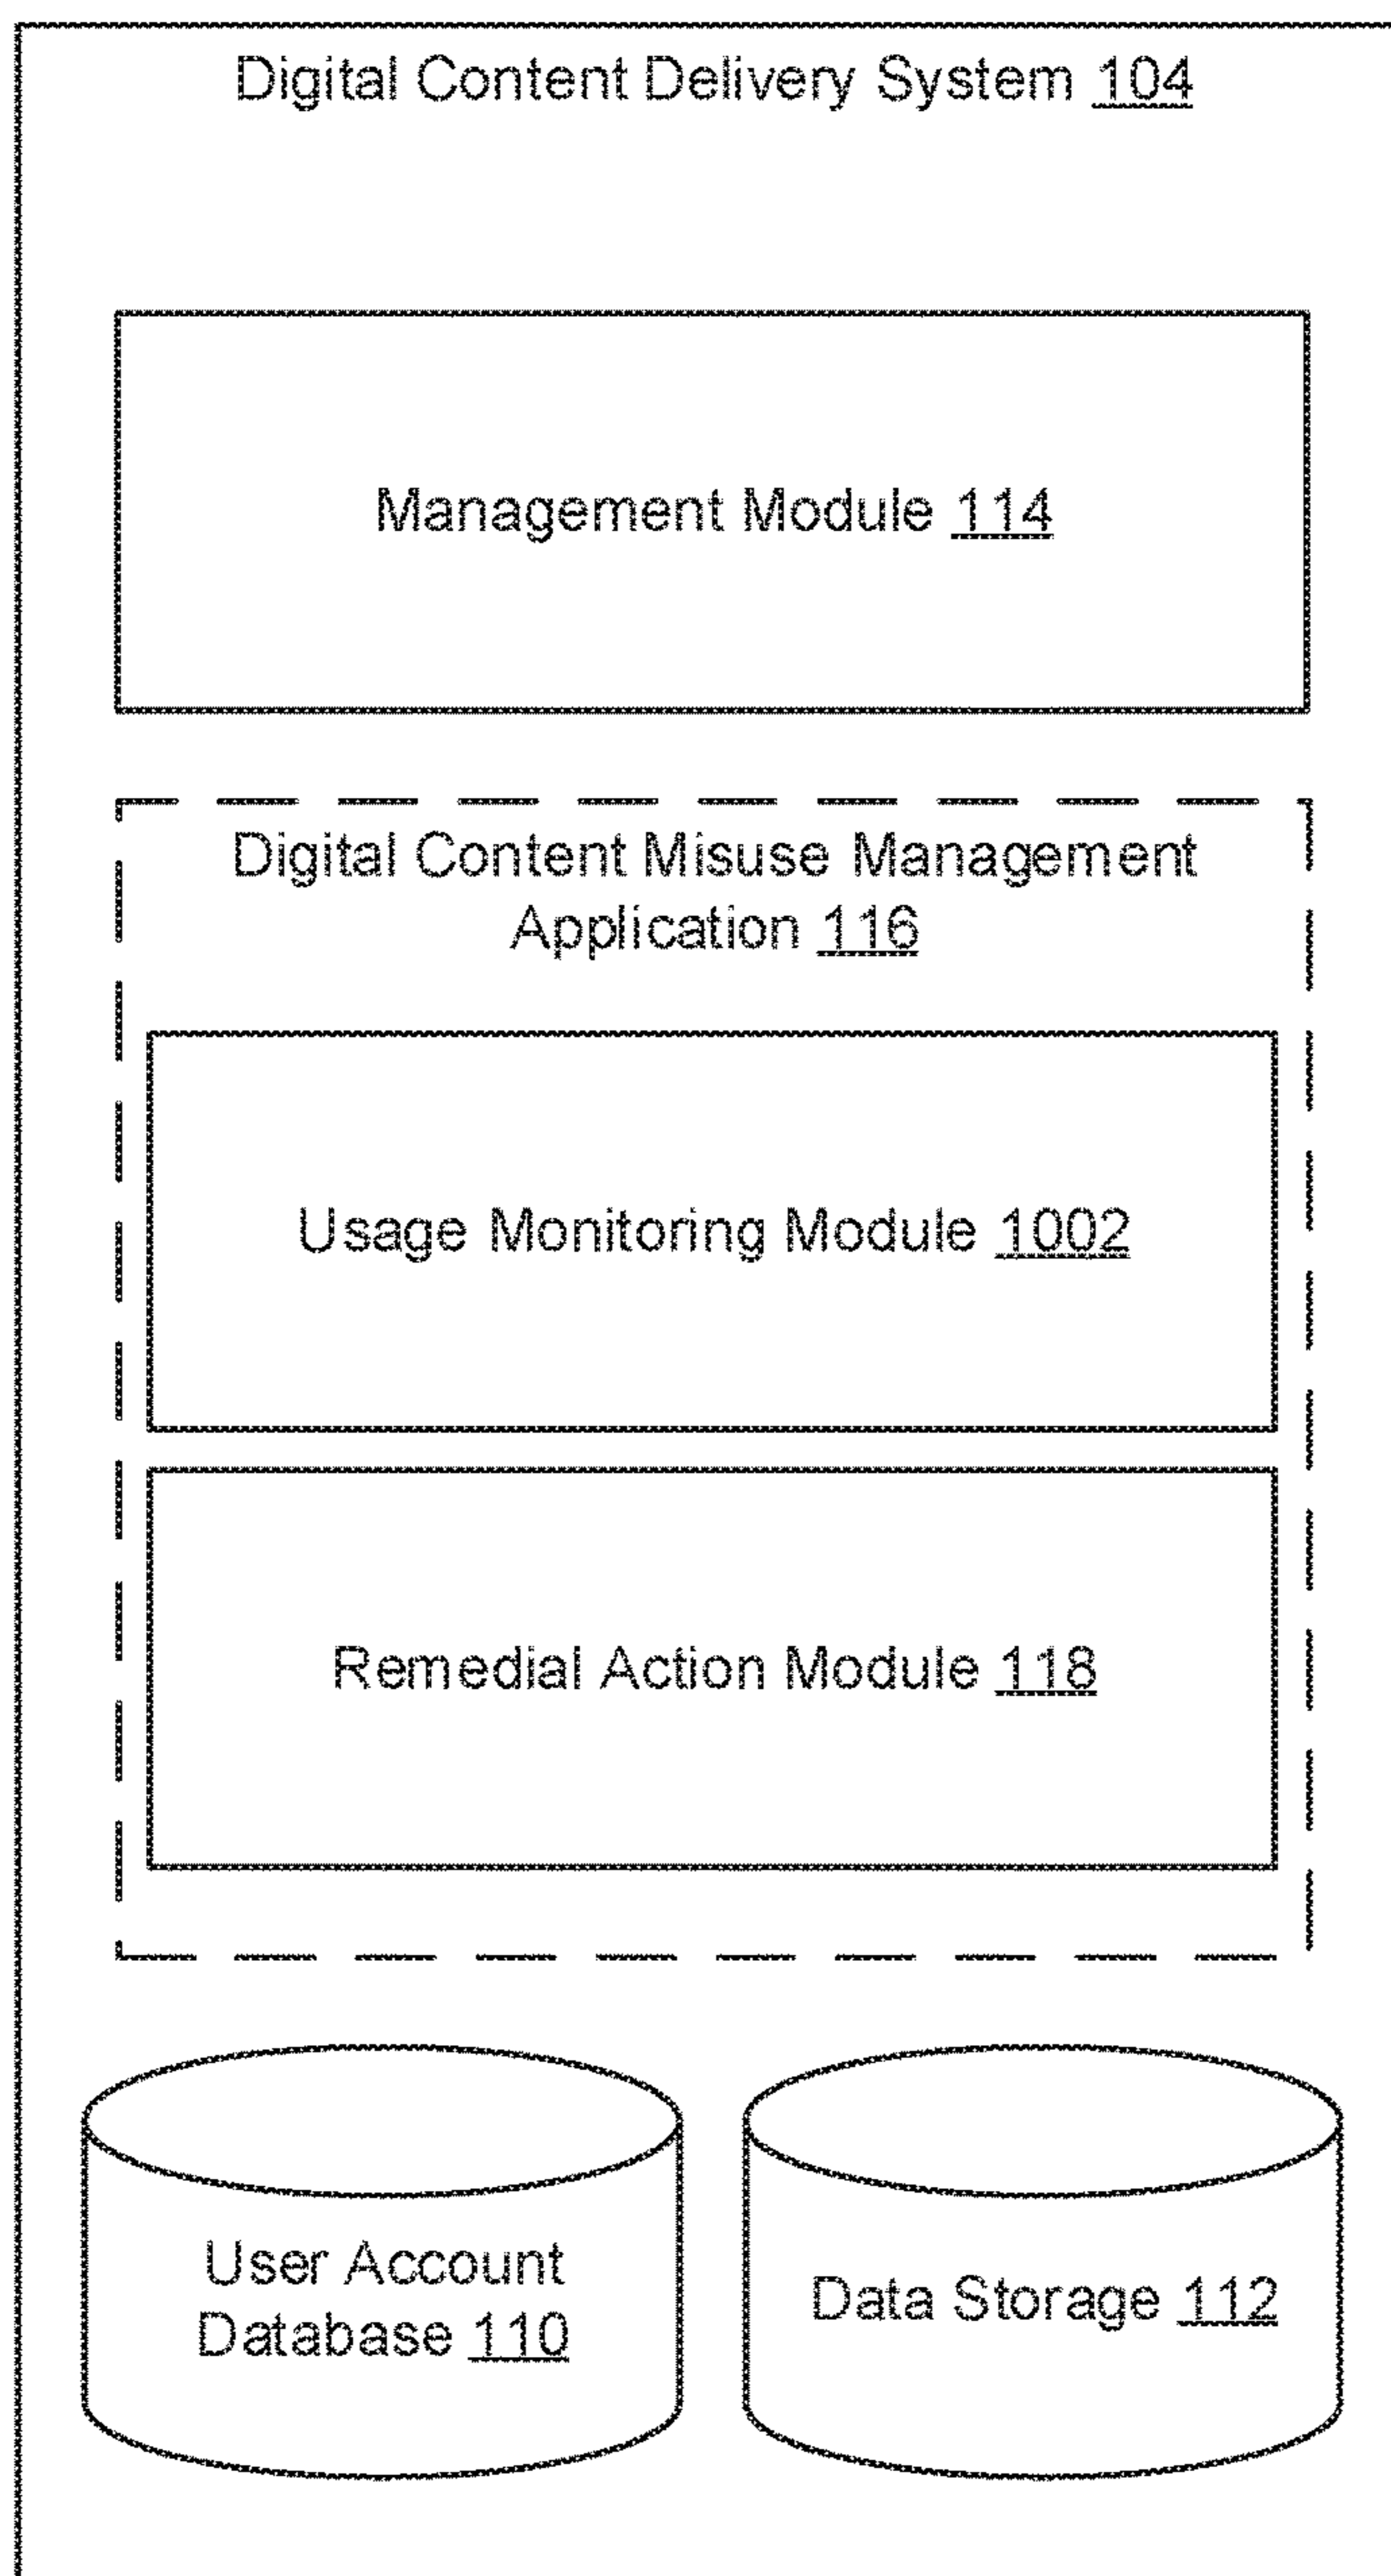 Digital Content Delivery System 104
Management Module 114
Digital Content Misuse Management
Application 116
Usage Monitoring Module 1002
Remedial Action Module 118
User Account
Database 110
Data Storage 112